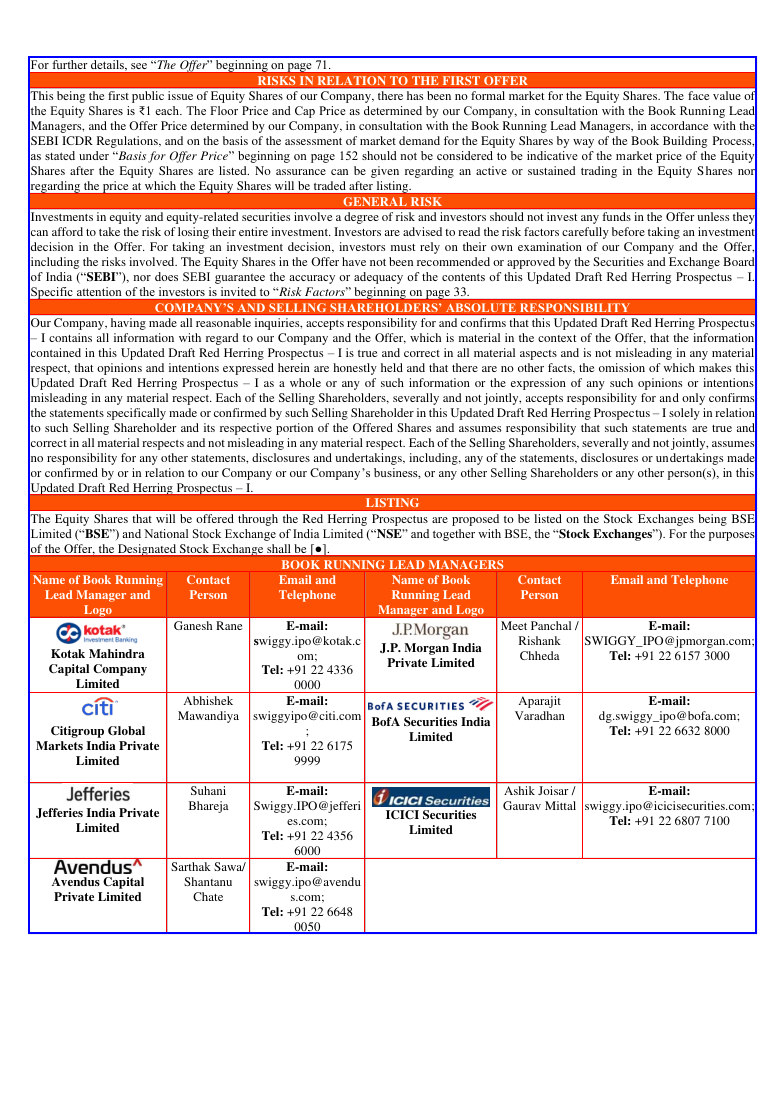 For further details, see “The Offer” beginning on page 71.
RISKS IN RELATION TO THE FIRST OFFER
This being the first public issue of Equity Shares of our Company, there has been no formal market for the Equity Shares. The face value of
the Equity Shares is ₹1 each. The Floor Price and Cap Price as determined by our Company, in consultation with the Book Running Lead
Managers, and the Offer Price determined by our Company, in consultation with the Book Running Lead Managers, in accordance with the
SEBI ICDR Regulations, and on the basis of the assessment of market demand for the Equity Shares by way of the Book Building Process,
as stated under “Basis for Offer Price” beginning on page 152 should not be considered to be indicative of the market price of the Equity
Shares after the Equity Shares are listed. No assurance can be given regarding an active or sustained trading in the Equity Shares nor
regarding the price at which the Equity Shares will be traded after listing.
GENERAL RISK
Investments in equity and equity-related securities involve a degree of risk and investors should not invest any funds in the Offer unless they
can afford to take the risk of losing their entire investment. Investors are advised to read the risk factors carefully before taking an investment
decision in the Offer. For taking an investment decision, investors must rely on their own examination of our Company and the Offer,
including the risks involved. The Equity Shares in the Offer have not been recommended or approved by the Securities and Exchange Board
of India (“SEBI”), nor does SEBI guarantee the accuracy or adequacy of the contents of this Updated Draft Red Herring Prospectus – I.
Specific attention of the investors is invited to “Risk Factors” beginning on page 33.
COMPANY’S AND SELLING SHAREHOLDERS’ ABSOLUTE RESPONSIBILITY
Our Company, having made all reasonable inquiries, accepts responsibility for and confirms that this Updated Draft Red Herring Prospectus
– I contains all information with regard to our Company and the Offer, which is material in the context of the Offer, that the information
contained in this Updated Draft Red Herring Prospectus – I is true and correct in all material aspects and is not misleading in any material
respect, that opinions and intentions expressed herein are honestly held and that there are no other facts, the omission of which makes this
Updated Draft Red Herring Prospectus – I as a whole or any of such information or the expression of any such opinions or intentions
misleading in any material respect. Each of the Selling Shareholders, severally and not jointly, accepts responsibility for and only confirms
the statements specifically made or confirmed by such Selling Shareholder in this Updated Draft Red Herring Prospectus – I solely in relation
to such Selling Shareholder and its respective portion of the Offered Shares and assumes responsibility that such statements are true and
correct in all material respects and not misleading in any material respect. Each of the Selling Shareholders, severally and not jointly, assumes
no responsibility for any other statements, disclosures and undertakings, including, any of the statements, disclosures or undertakings made
or confirmed by or in relation to our Company or our Company’s business, or any other Selling Shareholders or any other person(s), in this
Updated Draft Red Herring Prospectus – I.
LISTING
The Equity Shares that will be offered through the Red Herring Prospectus are proposed to be listed on the Stock Exchanges being BSE
Limited (“BSE”) and National Stock Exchange of India Limited (“NSE” and together with BSE, the “Stock Exchanges”). For the purposes
of the Offer, the Designated Stock Exchange shall be [●].
BOOK RUNNING LEAD MANAGERS
Name of Book Running
Lead Manager and
Logo
Contact
Person
Email and
Telephone
Name of Book
Running Lead
Manager and Logo
Contact
Person
Email and Telephone
kotak
Investment Banking
Kotak Mahindra
Capital Company
Limited
Ganesh Rane
E-mail:
swiggy.ipo@kotak.c
om;
Tel: +91 22 4336
0000
J.P.Morgan
J.P. Morgan India
Private Limited
Meet Panchal /
Rishank
Chheda
E-mail:
SWIGGY_IPO@jpmorgan.com;
Tel: +91 22 6157 3000
citi
Citigroup Global
Markets India Private
Limited
Abhishek
Mawandiya
E-mail:
swiggyipo@citi.com
;
Tel: +91 22 6175
9999
BofA SECURITIES
BofA Securities India
Limited
Aparajit
Varadhan
E-mail:
dg.swiggy_ipo@bofa.com;
Tel: +91 22 6632 8000
Jefferies
Jefferies India Private
Limited
Suhani
Bhareja
E-mail:
Swiggy.IPO@jefferi
es.com;
Tel: +91 22 4356
6000
ICICI Securities
ICICI Securities
Limited
Ashik Joisar /
Gaurav Mittal
E-mail:
swiggy.ipo@icicisecurities.com;
Tel: +91 22 6807 7100
Avendus
Avendus Capital
Private Limited
Sarthak Sawa/
Shantanu
Chate
E-mail:
swiggy.ipo@avendu
s.com;
Tel: +91 22 6648
0050